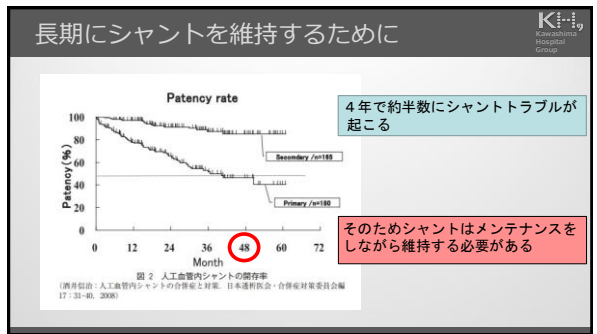 長期にシャントを維持するために
KHG,
Kawashima
Hospital
Group
Patency rate
４年で約半数にシャントトラブルが
起こる
100
80
60
40
20
0
Patency(%)
Secondary /n=165
Primary /n=180
0 12 24 36 48 60 72
Month
そのためシャントはメンテナンスを
しながら維持する必要がある
図 2 人工血管内シャントの開存率
(酒井信治：人工血管内シャントの合併症と対策. 日本透析医会・合併症対策委員会編
17：31-40, 2008)